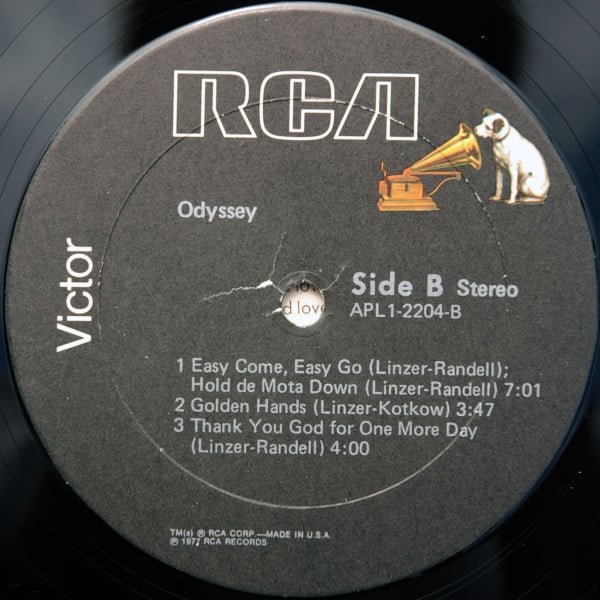 RCA
Victor
Odyssey
Side B Stereo
APL1-2204-B
1 Easy Come, Easy Go (Linzer-Randell);
Hold de Mota Down (Linzer-Randell) 7:01
2 Golden Hands (Linzer-Kotkow) 3:47
3 Thank You God for One More Day
(Linzer-Randell) 4:00
TM(s) ® RCA CORP.—MADE IN U.S.A.
℗ 1977 RCA RECORDS
d love